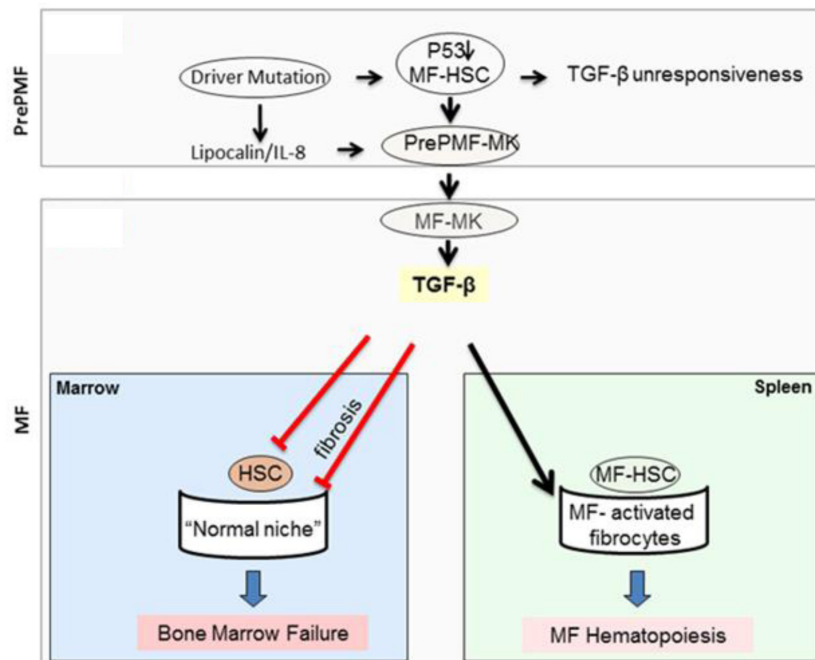 PrePMF
Driver Mutation
P53↓
MF-HSC
TGF-β unresponsiveness
Lipocalin/IL-8
PrePMF-MK
MF
MF-MK
TGF-β
Marrow
fibrosis
HSC
“Normal niche”
Bone Marrow Failure
Spleen
MF-HSC
MF- activated
fibrocytes
MF Hematopoiesis